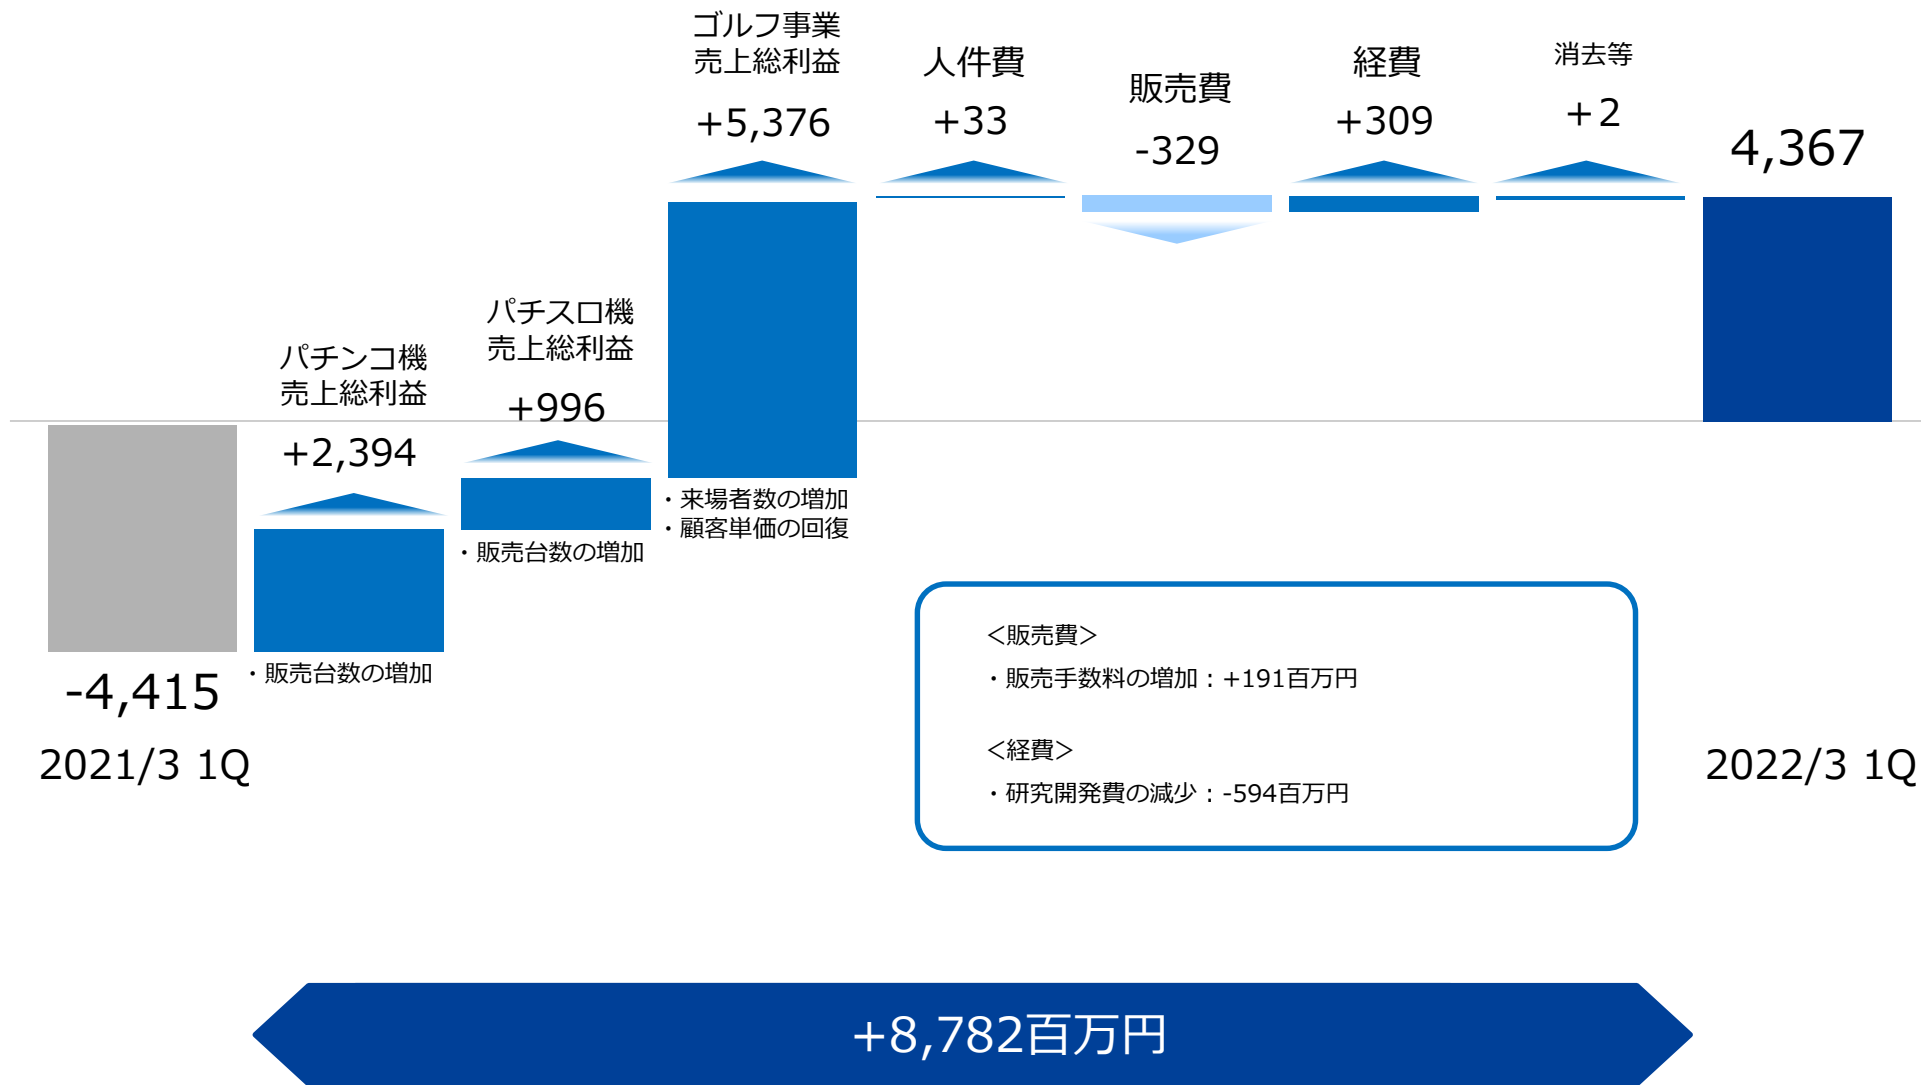 ゴルフ事業
売上総利益
+5,376
人件費
+33
販売費
-329
経費
+309
消去等
+2
4,367
パチスロ機
売上総利益
+996
パチンコ機
売上総利益
+2,394
・来場者数の増加
・顧客単価の回復
・販売台数の増加
・販売台数の増加
-4,415
2021/3 1Q
<販売費>
・販売手数料の増加：+191百万円
<経費>
・研究開発費の減少：-594百万円
2022/3 1Q
+8,782百万円